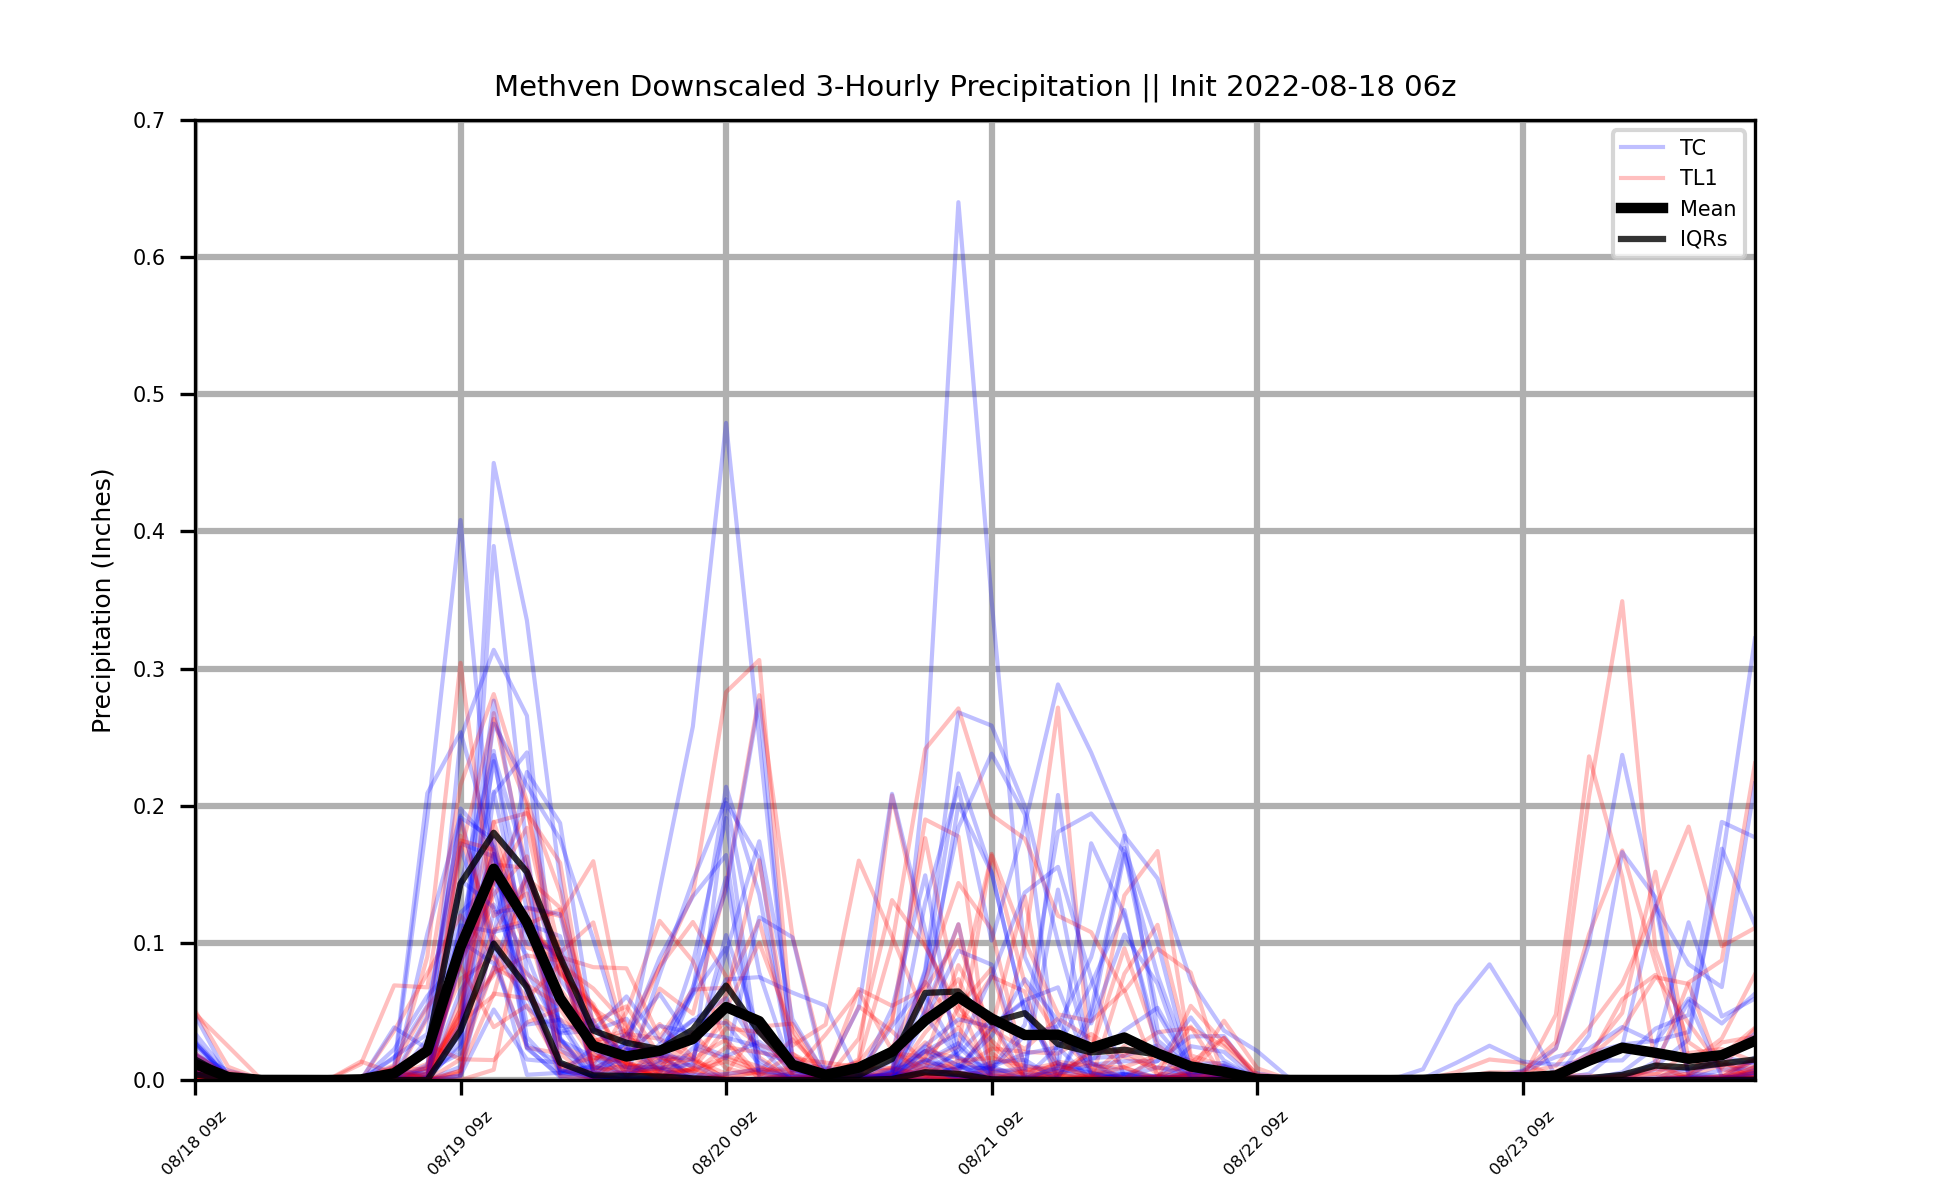 Methven Downscaled 3-Hourly Precipitation || Init 2022-08-18 06z
TC
TL1
Mean
IQRs
Precipitation (Inches)
0.7
0.6
0.5
0.4
0.3
0.2
0.1
0.0
08/18 09z
08/19 09z
08/20 09z
08/21 09z
08/22 09z
08/23 09z